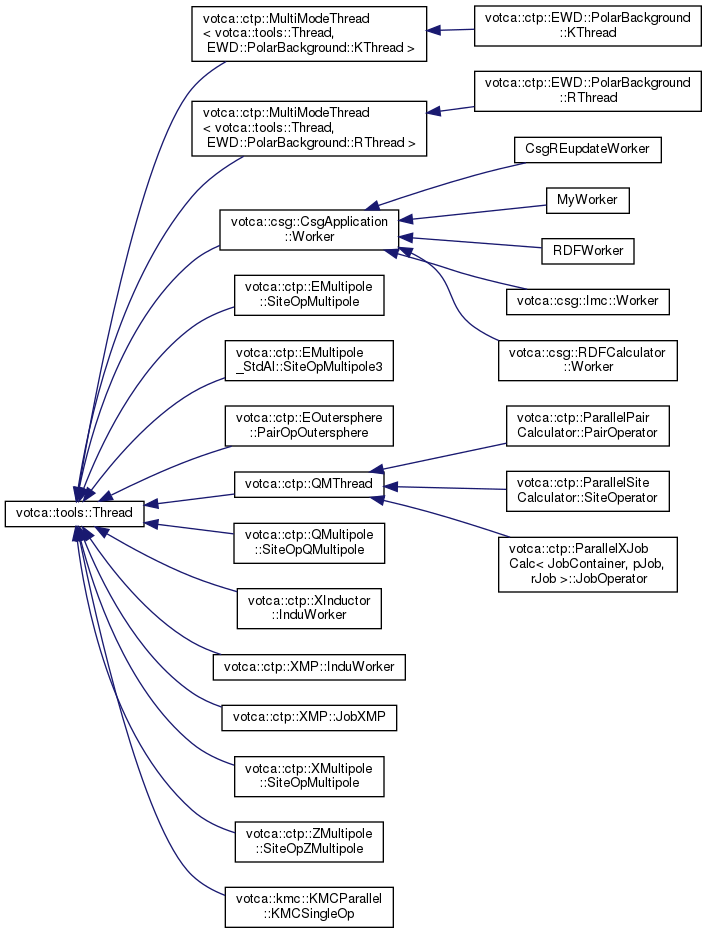 votca::ctp::MultiModeThread
< votca::tools::Thread,
EWD::PolarBackground::KThread >
votca::ctp::EWD::PolarBackground
::KThread
votca::ctp::MultiModeThread
< votca::tools::Thread,
EWD::PolarBackground::RThread >
votca::ctp::EWD::PolarBackground
::RThread
CsgREupdateWorker
MyWorker
votca::csg::CsgApplication
::Worker
RDFWorker
votca::csg::Imc::Worker
votca::ctp::EMultipole
::SiteOpMultipole
votca::csg::RDFCalculator
::Worker
votca::ctp::EMultipole
_StdAl::SiteOpMultipole3
votca::ctp::EOutersphere
::PairOpOutersphere
votca::ctp::ParallelPair
Calculator::PairOperator
votca::ctp::QMThread
votca::ctp::ParallelSite
Calculator::SiteOperator
votca::tools::Thread
votca::ctp::QMultipole
::SiteOpQMultipole
votca::ctp::ParallelXJob
Calc< JobContainer, pJob,
rJob >::JobOperator
votca::ctp::XInductor
::InduWorker
votca::ctp::XMP::InduWorker
votca::ctp::XMP::JobXMP
votca::ctp::XMultipole
::SiteOpMultipole
votca::ctp::ZMultipole
::SiteOpZMultipole
votca::kmc::KMCParallel
::KMCSingleOp